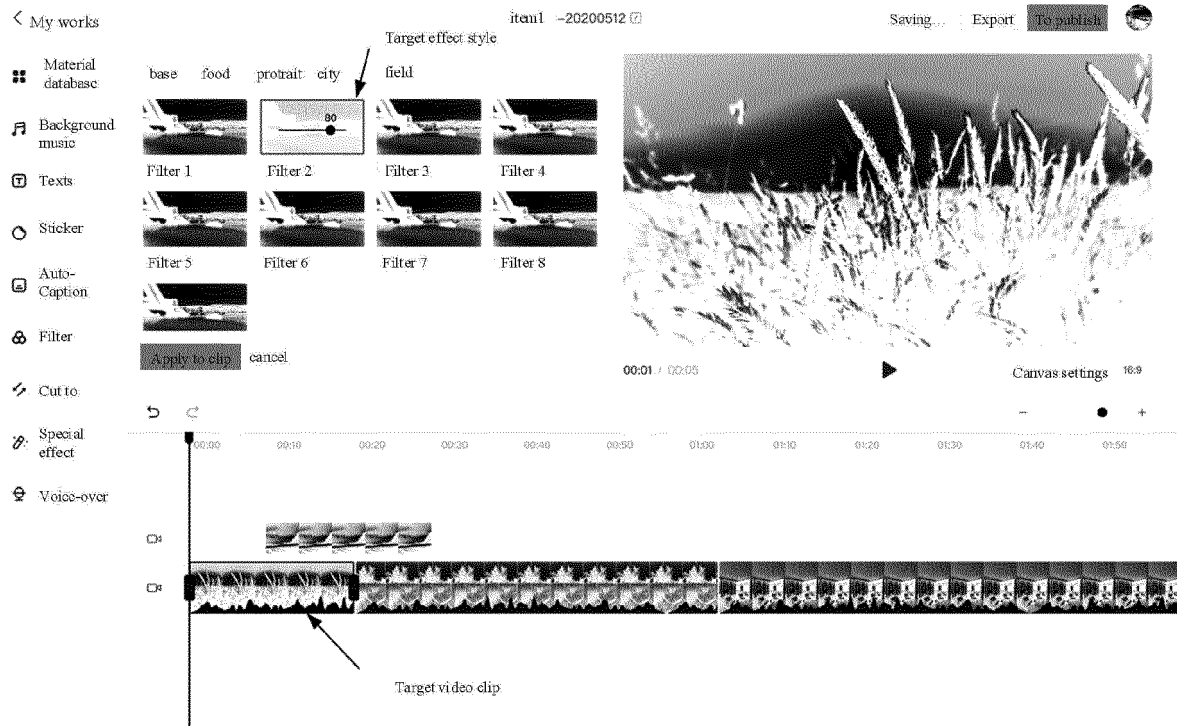 My works
item1 -20200512
Saving...
Export
To publish
Target effect style
Material
database
Background
music
Texts
Sticker
Auto-
Caption
Filter
Cut to
Special
effect
Voice-over
base food protrait city field
80
Filter 1 Filter 2 Filter 3 Filter 4
Filter 5 Filter 6 Filter 7 Filter 8
Apply to clip cancel
00:01 / 00:05
Canvas settings 16:9
00:00 00:10 00:20 00:30 00:40 00:50 01:00 01:10 01:20 01:30 01:40 01:50
Target video clip